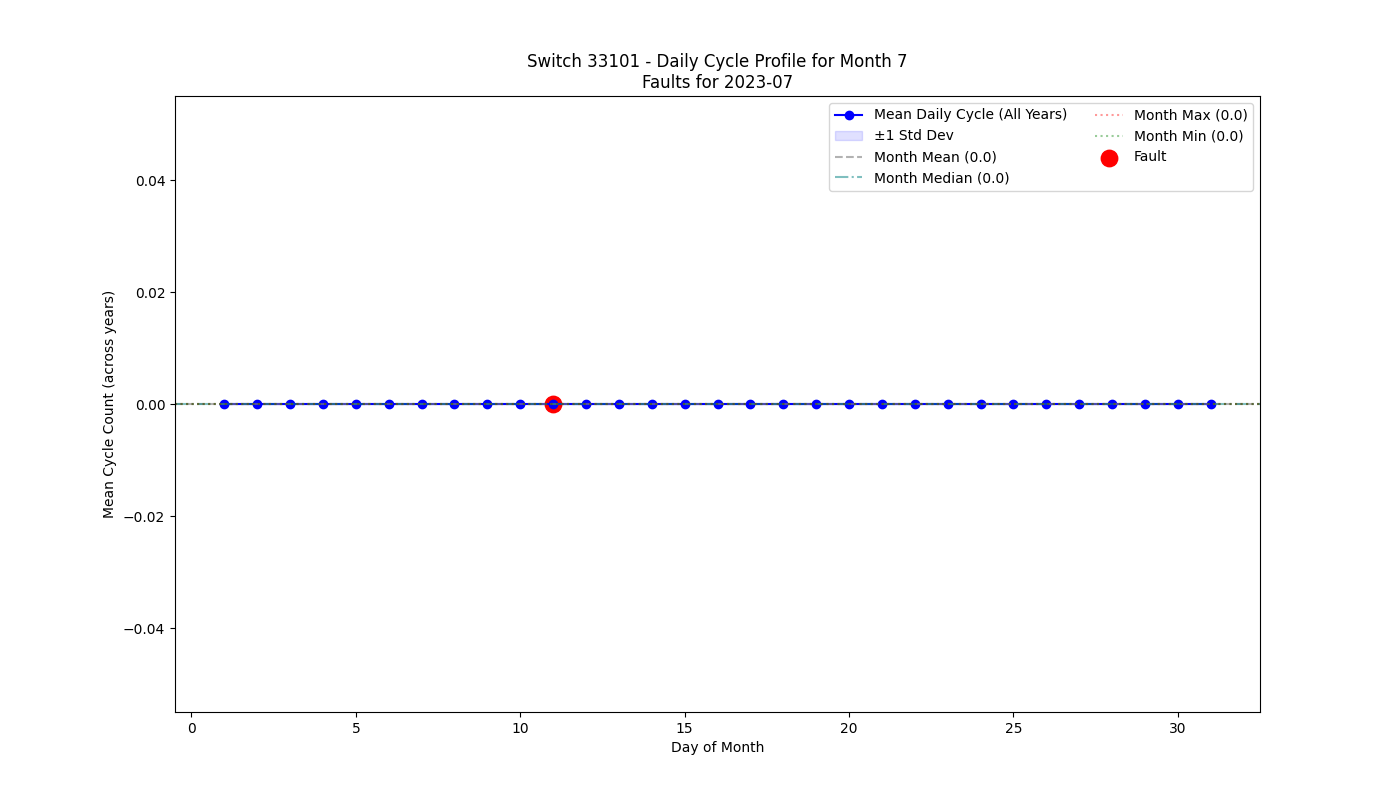 Switch 33101 - Daily Cycle Profile for Month 7
Faults for 2023-07
Mean Daily Cycle (All Years)
±1 Std Dev
Month Mean (0.0)
Month Median (0.0)
Month Max (0.0)
Month Min (0.0)
Fault
Mean Cycle Count (across years)
0.04
0.02
0.00
−0.02
−0.04
0 5 10 15 20 25 30
Day of Month